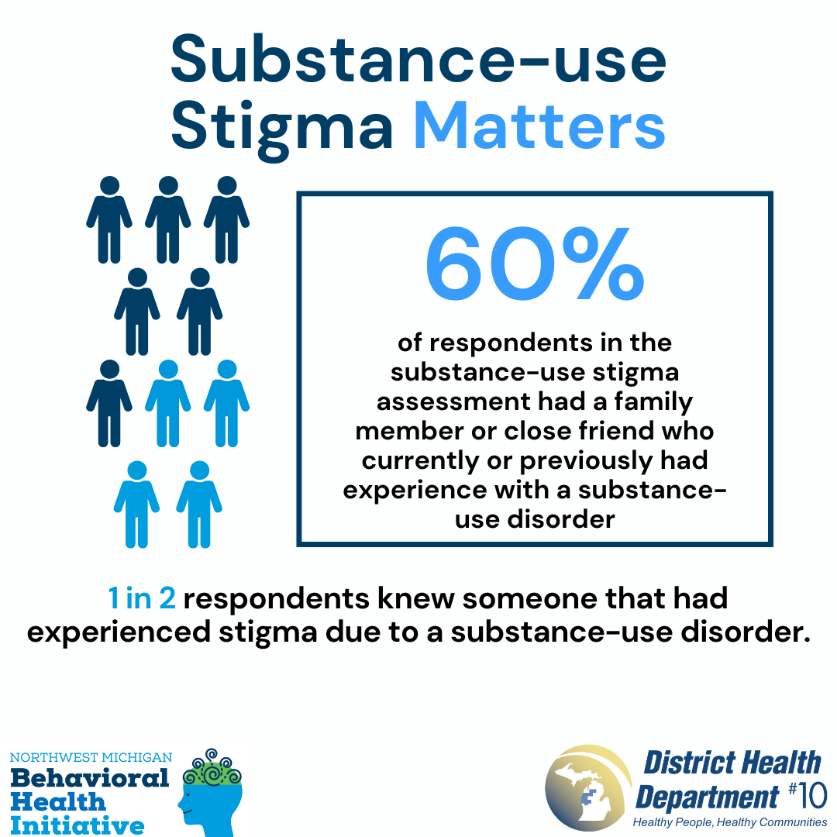 Substance-use
Stigma Matters
60%
of respondents in the
substance-use stigma
assessment had a family
member or close friend who
currently or previously had
experience with a substance-
use disorder
1 in 2 respondents knew someone that had
experienced stigma due to a substance-use disorder.
NORTHWEST MICHIGAN
Behavioral
Health
Initiative
District Health
Department #10
Healthy People, Healthy Communities